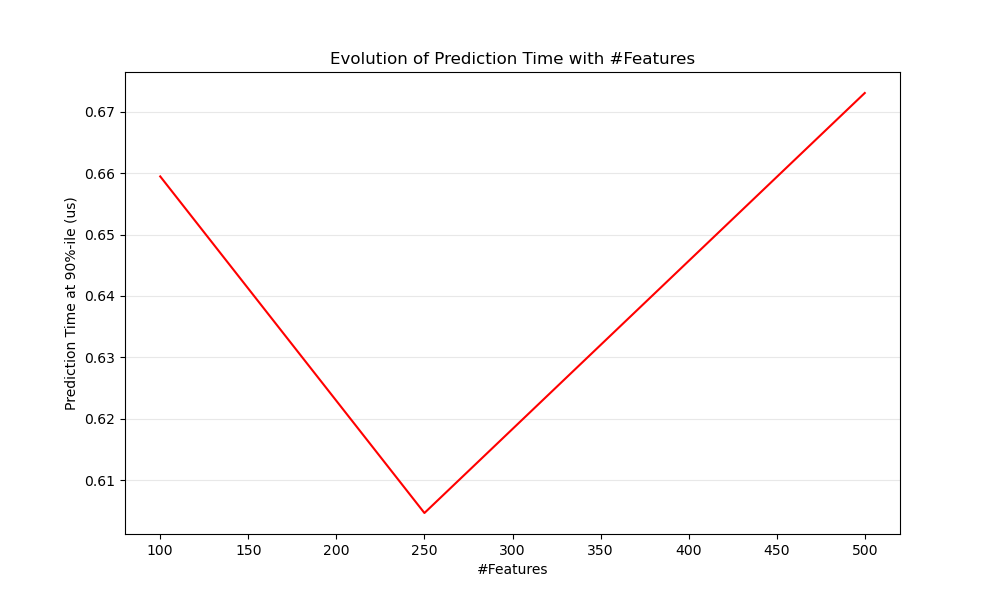 Evolution of Prediction Time with #Features
Prediction Time at 90%-ile (us)
0.67
0.66
0.65
0.64
0.63
0.62
0.61
100 150 200 250 300 350 400 450 500
#Features